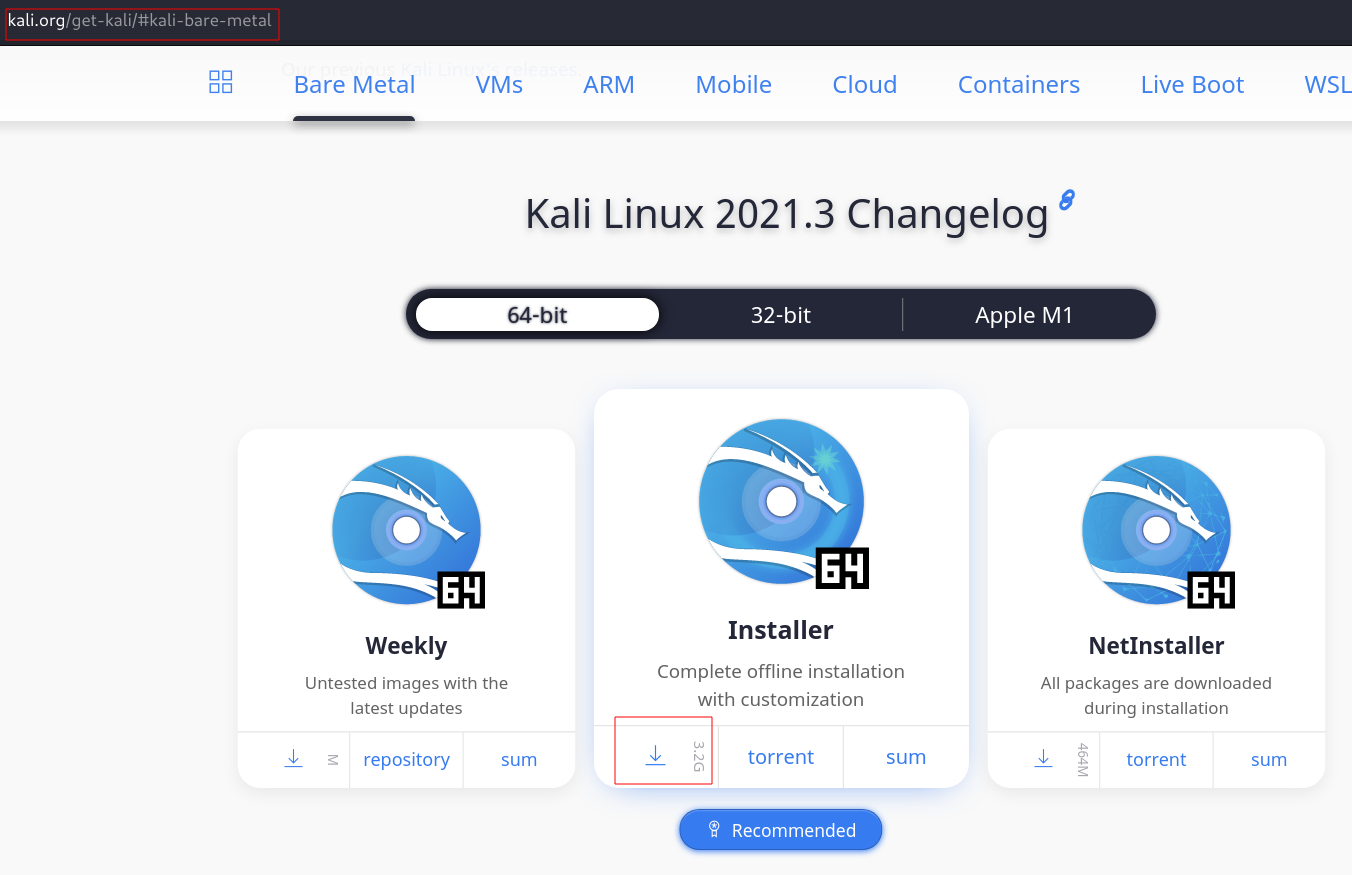 kali.org/get-kali/#kali-bare-metal
Our previous Kali Linux's releases.
Bare Metal VMs ARM Mobile Cloud Containers Live Boot WSL
Kali Linux 2021.3 Changelog
64-bit 32-bit Apple M1
64
Weekly
Untested images with the
latest updates
M repository sum
64
Installer
Complete offline installation
with customization
3.2G torrent sum
Recommended
64
NetInstaller
All packages are downloaded
during installation
464M torrent sum